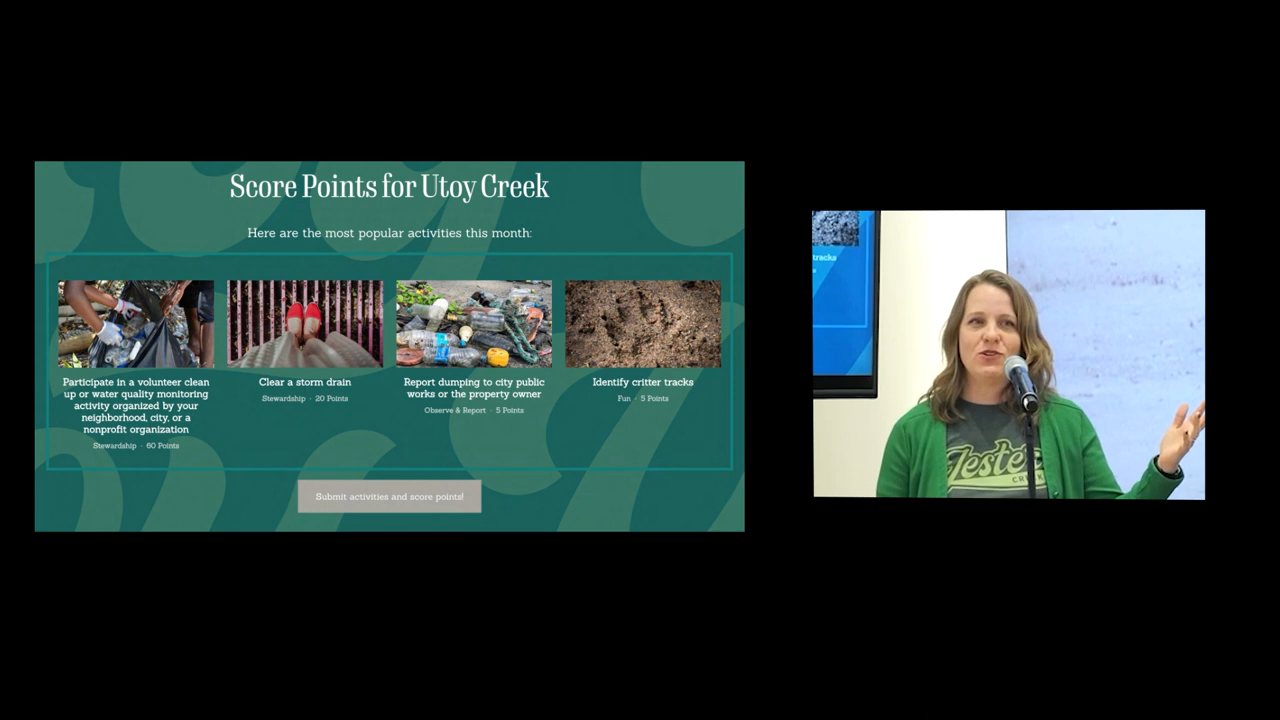 Score Points for Utoy Creek
Here are the most popular activities this month:
Participate in a volunteer clean
up or water quality monitoring
activity organized by your
neighborhood, city, or a
nonprofit organization
Stewardship · 60 Points
Clear a storm drain
Stewardship · 20 Points
Report dumping to city public
works or the property owner
Observe & Report · 5 Points
Identify critter tracks
Fun · 5 Points
Submit activities and score points!
tracks
Jester
CREEK